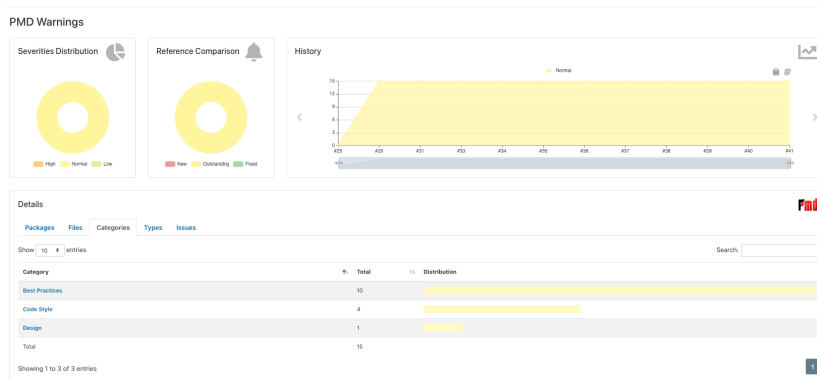 PMD Warnings
Severities Distribution
Reference Comparison
History
High Normal Low
New Outstanding Fixed
Normal
15
12
9
6
3
0
#25 #29 #31 #33 #34 #35 #36 #37 #38 #39 #40 #41
Details
Pmd
Packages Files Categories Types Issues
Show 10 entries
Search:
Category Total Distribution
Best Practices 10
Code Style 4
Design 1
Total 15
Showing 1 to 3 of 3 entries
1